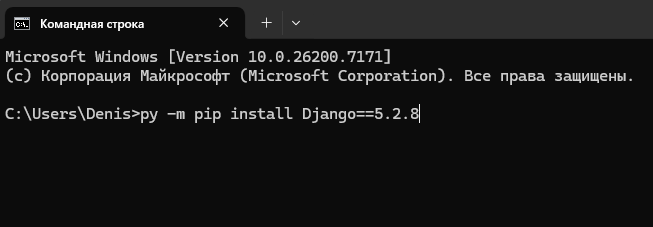 Командная строка
Microsoft Windows [Version 10.0.26200.7171]
(c) Корпорация Майкрософт (Microsoft Corporation). Все права защищены.
C:\Users\Denis>py -m pip install Django==5.2.8